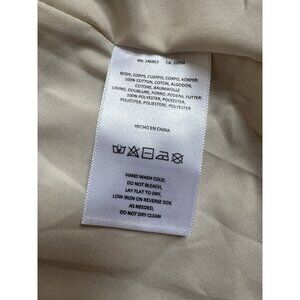 RN: 146863 CA: 32054
BODY, CORPS, CUERPO, CORPO, KÖRPER:
100% COTTON, COTON, ALGODÓN,
COTONE, BAUMWOLLE
LINING, DOUBLURE, FORRO, FODERA, FUTTER:
100% POLYESTER, POLYESTER,
POLIÉSTER, POLIESTERE, POLYESTER
HECHO EN CHINA
HAND WASH COLD,
DO NOT BLEACH,
LAY FLAT TO DRY,
LOW IRON ON REVERSE SIDE
AS NEEDED,
DO NOT DRY CLEAN